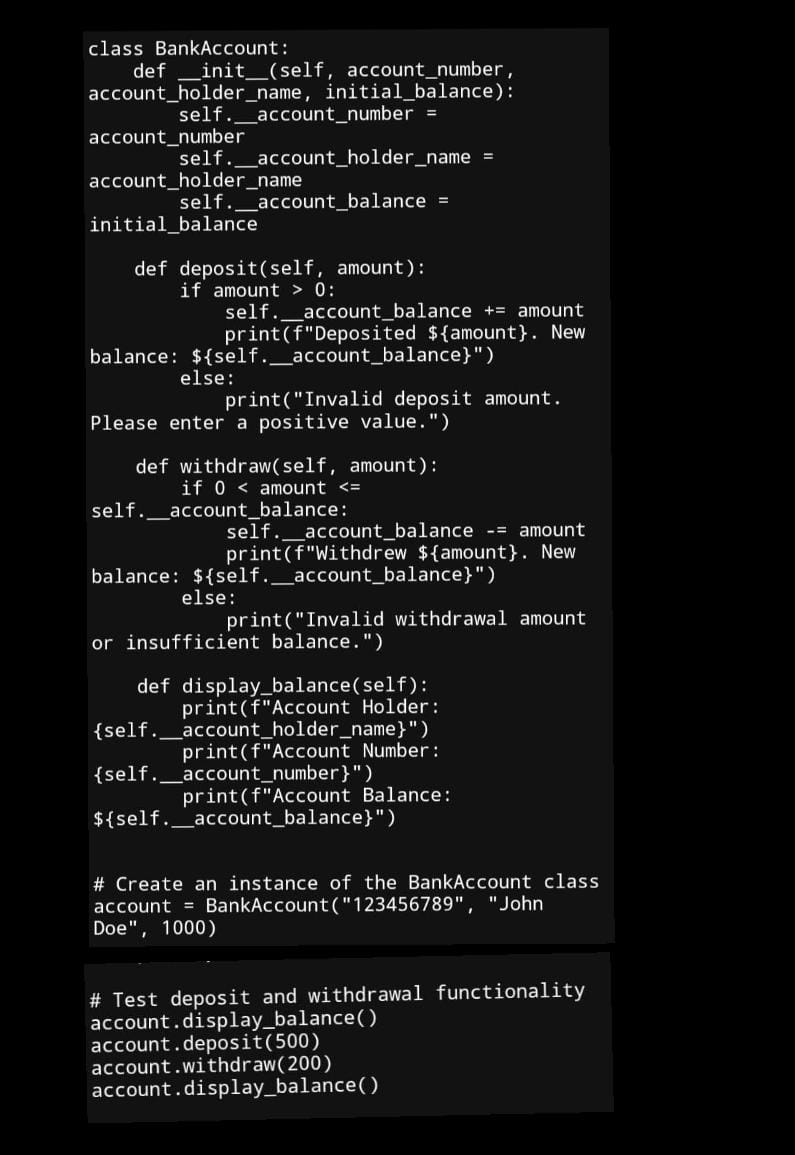 class BankAccount:
    def __init__(self, account_number,
account_holder_name, initial_balance):
        self.__account_number =
account_number
        self.__account_holder_name =
account_holder_name
        self.__account_balance =
initial_balance

    def deposit(self, amount):
        if amount > 0:
            self.__account_balance += amount
            print(f"Deposited ${amount}. New
balance: ${self.__account_balance}")
        else:
            print("Invalid deposit amount.
Please enter a positive value.")

    def withdraw(self, amount):
        if 0 < amount <=
self.__account_balance:
            self.__account_balance -= amount
            print(f"Withdrew ${amount}. New
balance: ${self.__account_balance}")
        else:
            print("Invalid withdrawal amount
or insufficient balance.")

    def display_balance(self):
        print(f"Account Holder:
{self.__account_holder_name}")
        print(f"Account Number:
{self.__account_number}")
        print(f"Account Balance:
${self.__account_balance}")


# Create an instance of the BankAccount class
account = BankAccount("123456789", "John
Doe", 1000)

# Test deposit and withdrawal functionality
account.display_balance()
account.deposit(500)
account.withdraw(200)
account.display_balance()